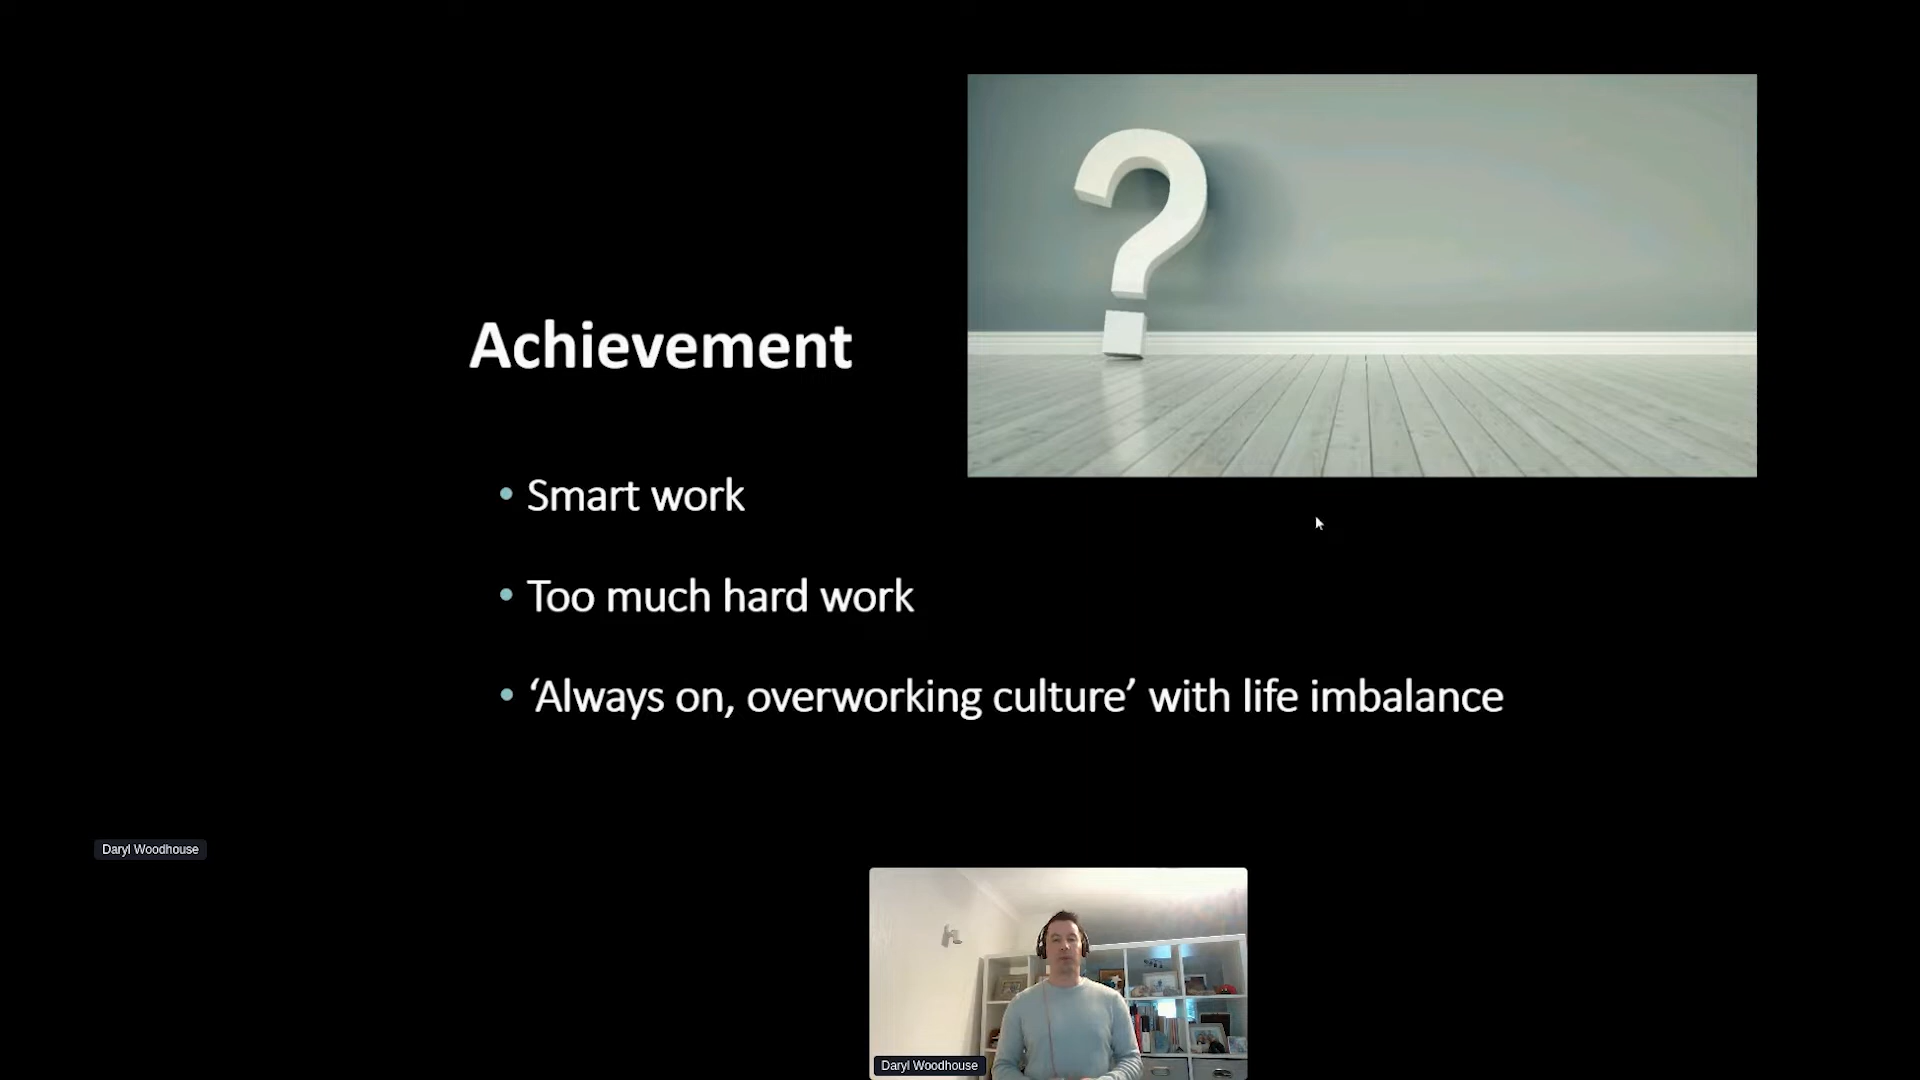 Achievement
• Smart work
• Too much hard work
• ‘Always on, overworking culture’ with life imbalance
Daryl Woodhouse
Daryl Woodhouse